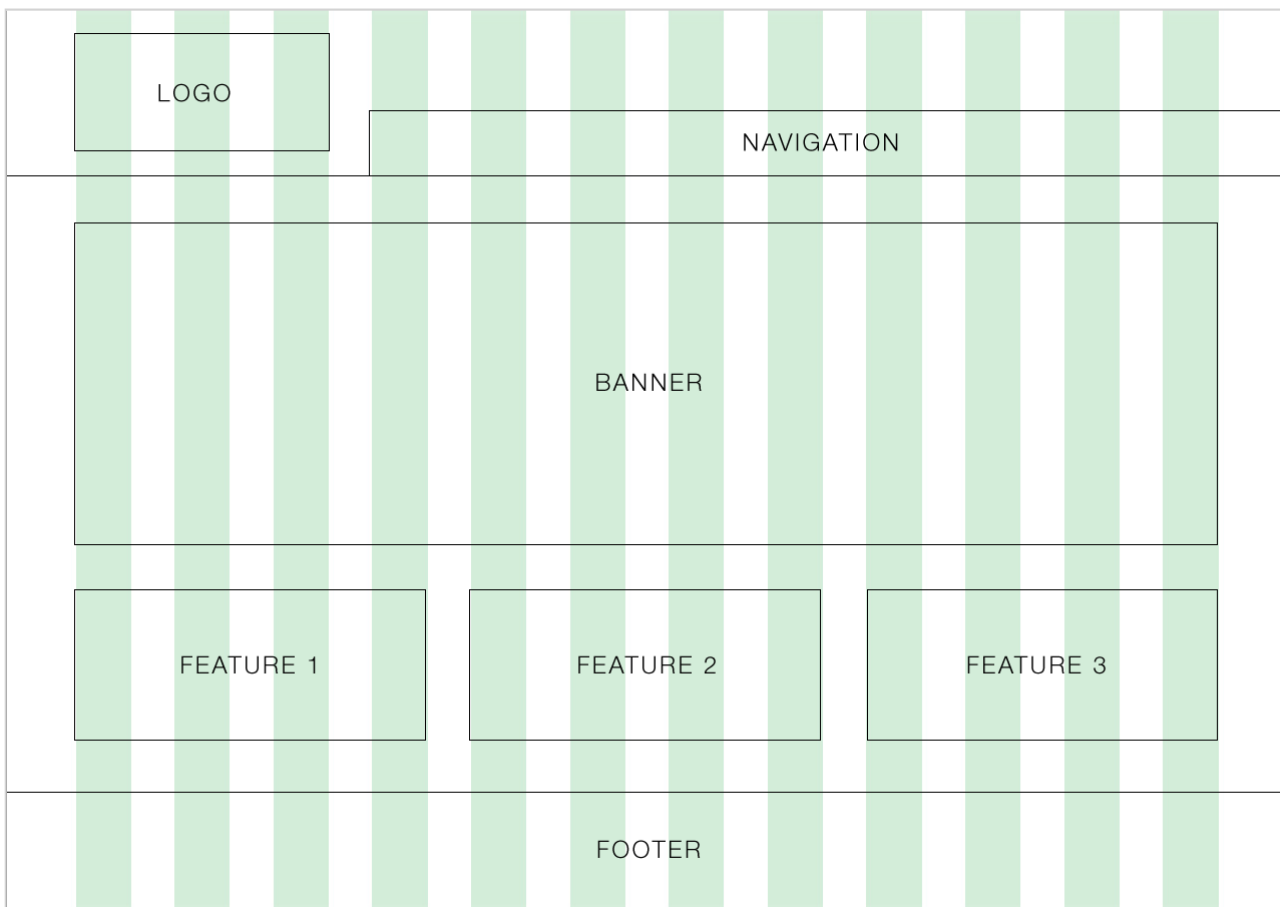 LOGO
NAVIGATION
BANNER
FEATURE 1
FEATURE 2
FEATURE 3
FOOTER